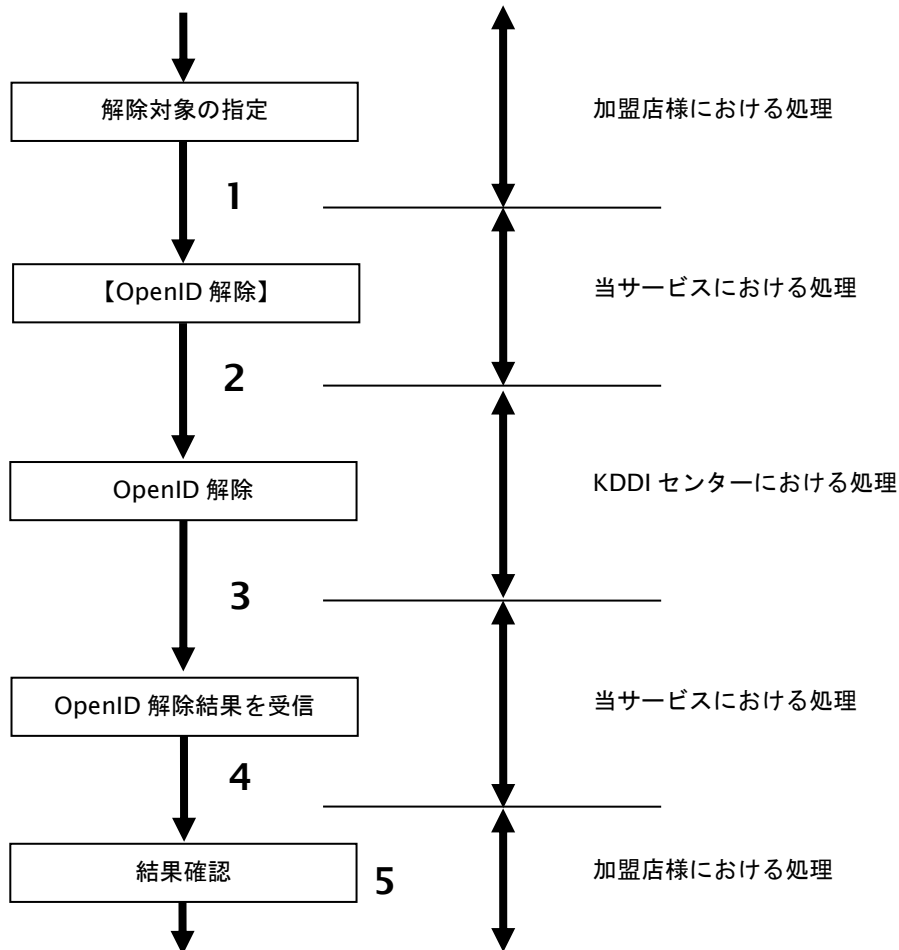 解除対象の指定
加盟店様における処理
1
【OpenID 解除】
当サービスにおける処理
2
OpenID 解除
KDDI センターにおける処理
3
OpenID 解除結果を受信
当サービスにおける処理
4
結果確認
5
加盟店様における処理